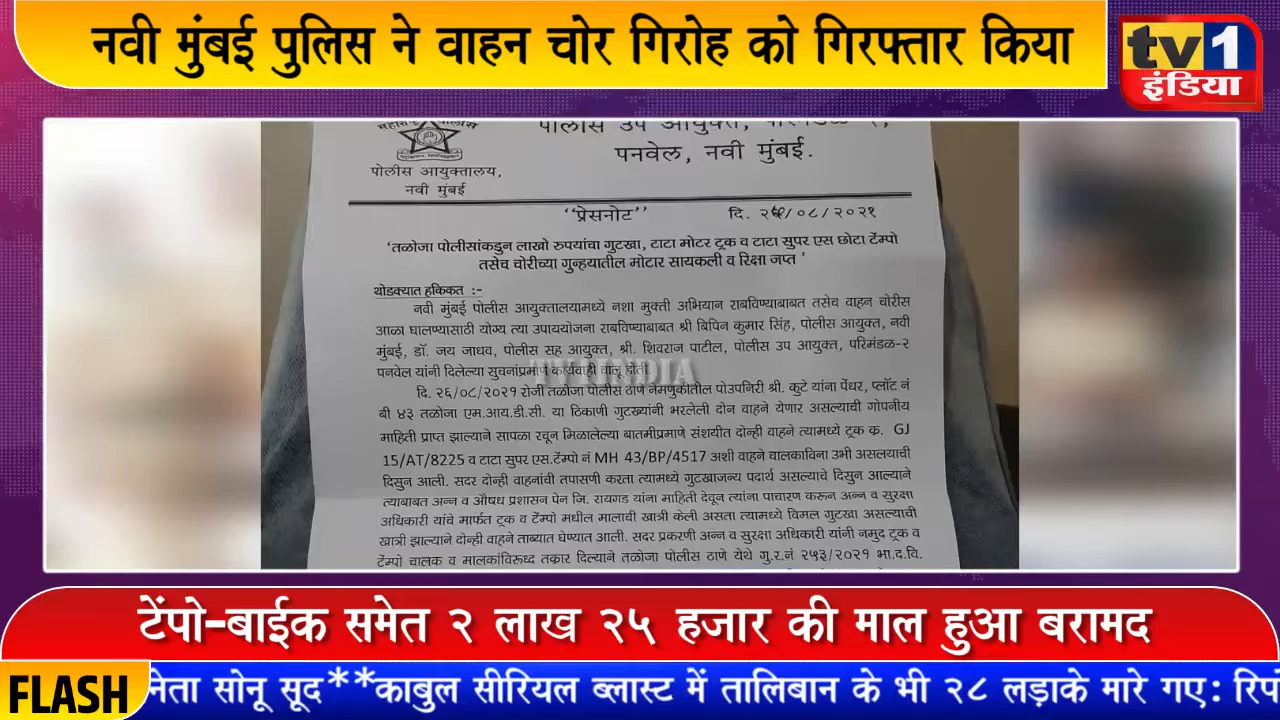 नवी मुंबई पुलिस ने वाहन चोर गिरोह को गिरफ्तार किया
tv1
इंडिया
पोलीस उप आयुक्त, परिमंडळ २,
पनवेल, नवी मुंबई.
पोलीस आयुक्तालय,
नवी मुंबई
“प्रेसनोट” दि. /०८/२०२१
‘तळोजा पोलीसांकडुन लाखो रुपयांचा गुटखा, टाटा मोटर ट्रक व टाटा सुपर एस छोटा टेंम्पो
तसेच चोरीच्या गुन्हयातील मोटार सायकली व रिक्षा जप्त ’
थोडक्यात हकिकत :-
नवी मुंबई पोलीस आयुक्तालयामध्ये नशा मुक्ती अभियान राबविण्याबाबत तसेच वाहन चोरीस
आळा घालण्यासाठी योग्य त्या उपाययोजना राबविण्याबाबत श्री बिपिन कुमार सिंह, पोलीस आयुक्त, नवी
मुंबई, डॉ. जय जाधव, पोलीस सह आयुक्त, श्री. शिवराज पाटील, पोलीस उप आयुक्त, परिमंडळ-२
पनवेल यांनी दिलेल्या सुचनांप्रमाणे कार्यवाही चालू होती.
TV1INDIA
दि. २६/०८/२०२१ रोजी तळोजा पोलीस ठाणे नेमणुकीतील पोउपनिरी श्री. कुटे यांना पेंधर, प्लॉट नं
बी ४३ तळोजा एम.आय.डी.सी. या ठिकाणी गुटख्यांनी भरलेली दोन वाहने येणार असल्याची गोपनीय
माहिती प्राप्त झाल्याने सापळा रचून मिळालेल्या बातमीप्रमाणे संशयीत दोन्ही वाहने त्यामध्ये ट्रक क्र. GJ
15/AT/8225 व टाटा सुपर एस.टेंम्पो नं MH 43/BP/4517 अशी वाहने चालकाविना उभी असलयाची
दिसुन आली. सदर दोन्ही वाहनांची तपासणी करता त्यामध्ये गुटखाजन्य पदार्थ असल्याचे दिसुन आल्याने
त्याबाबत अन्न व औषध प्रशासन पेन जि. रायगड यांना माहिती देवून त्यांना पाचारण करून अन्न व सुरक्षा
अधिकारी यांचे मार्फत ट्रक व टेंम्पो मधील मालाची खात्री केली असता त्यामध्ये विमल गुटखा असल्याची
खात्री झाल्याने दोन्ही वाहने ताब्यात घेण्यात आली. सदर प्रकरणी अन्न व सुरक्षा अधिकारी यांनी नमुद ट्रक व
टेंम्पो चालक व मालकांविरुध्द तक्रार दिल्याने तळोजा पोलीस ठाणे येथे गु.र.नं २५३/२०२१ भा.द.वि.
टेंपो-बाईक समेत २ लाख २५ हजार की माल हुआ बरामद
FLASH
नेता सोनू सूद**काबुल सीरियल ब्लास्ट में तालिबान के भी २८ लड़ाके मारे गए: रिपो